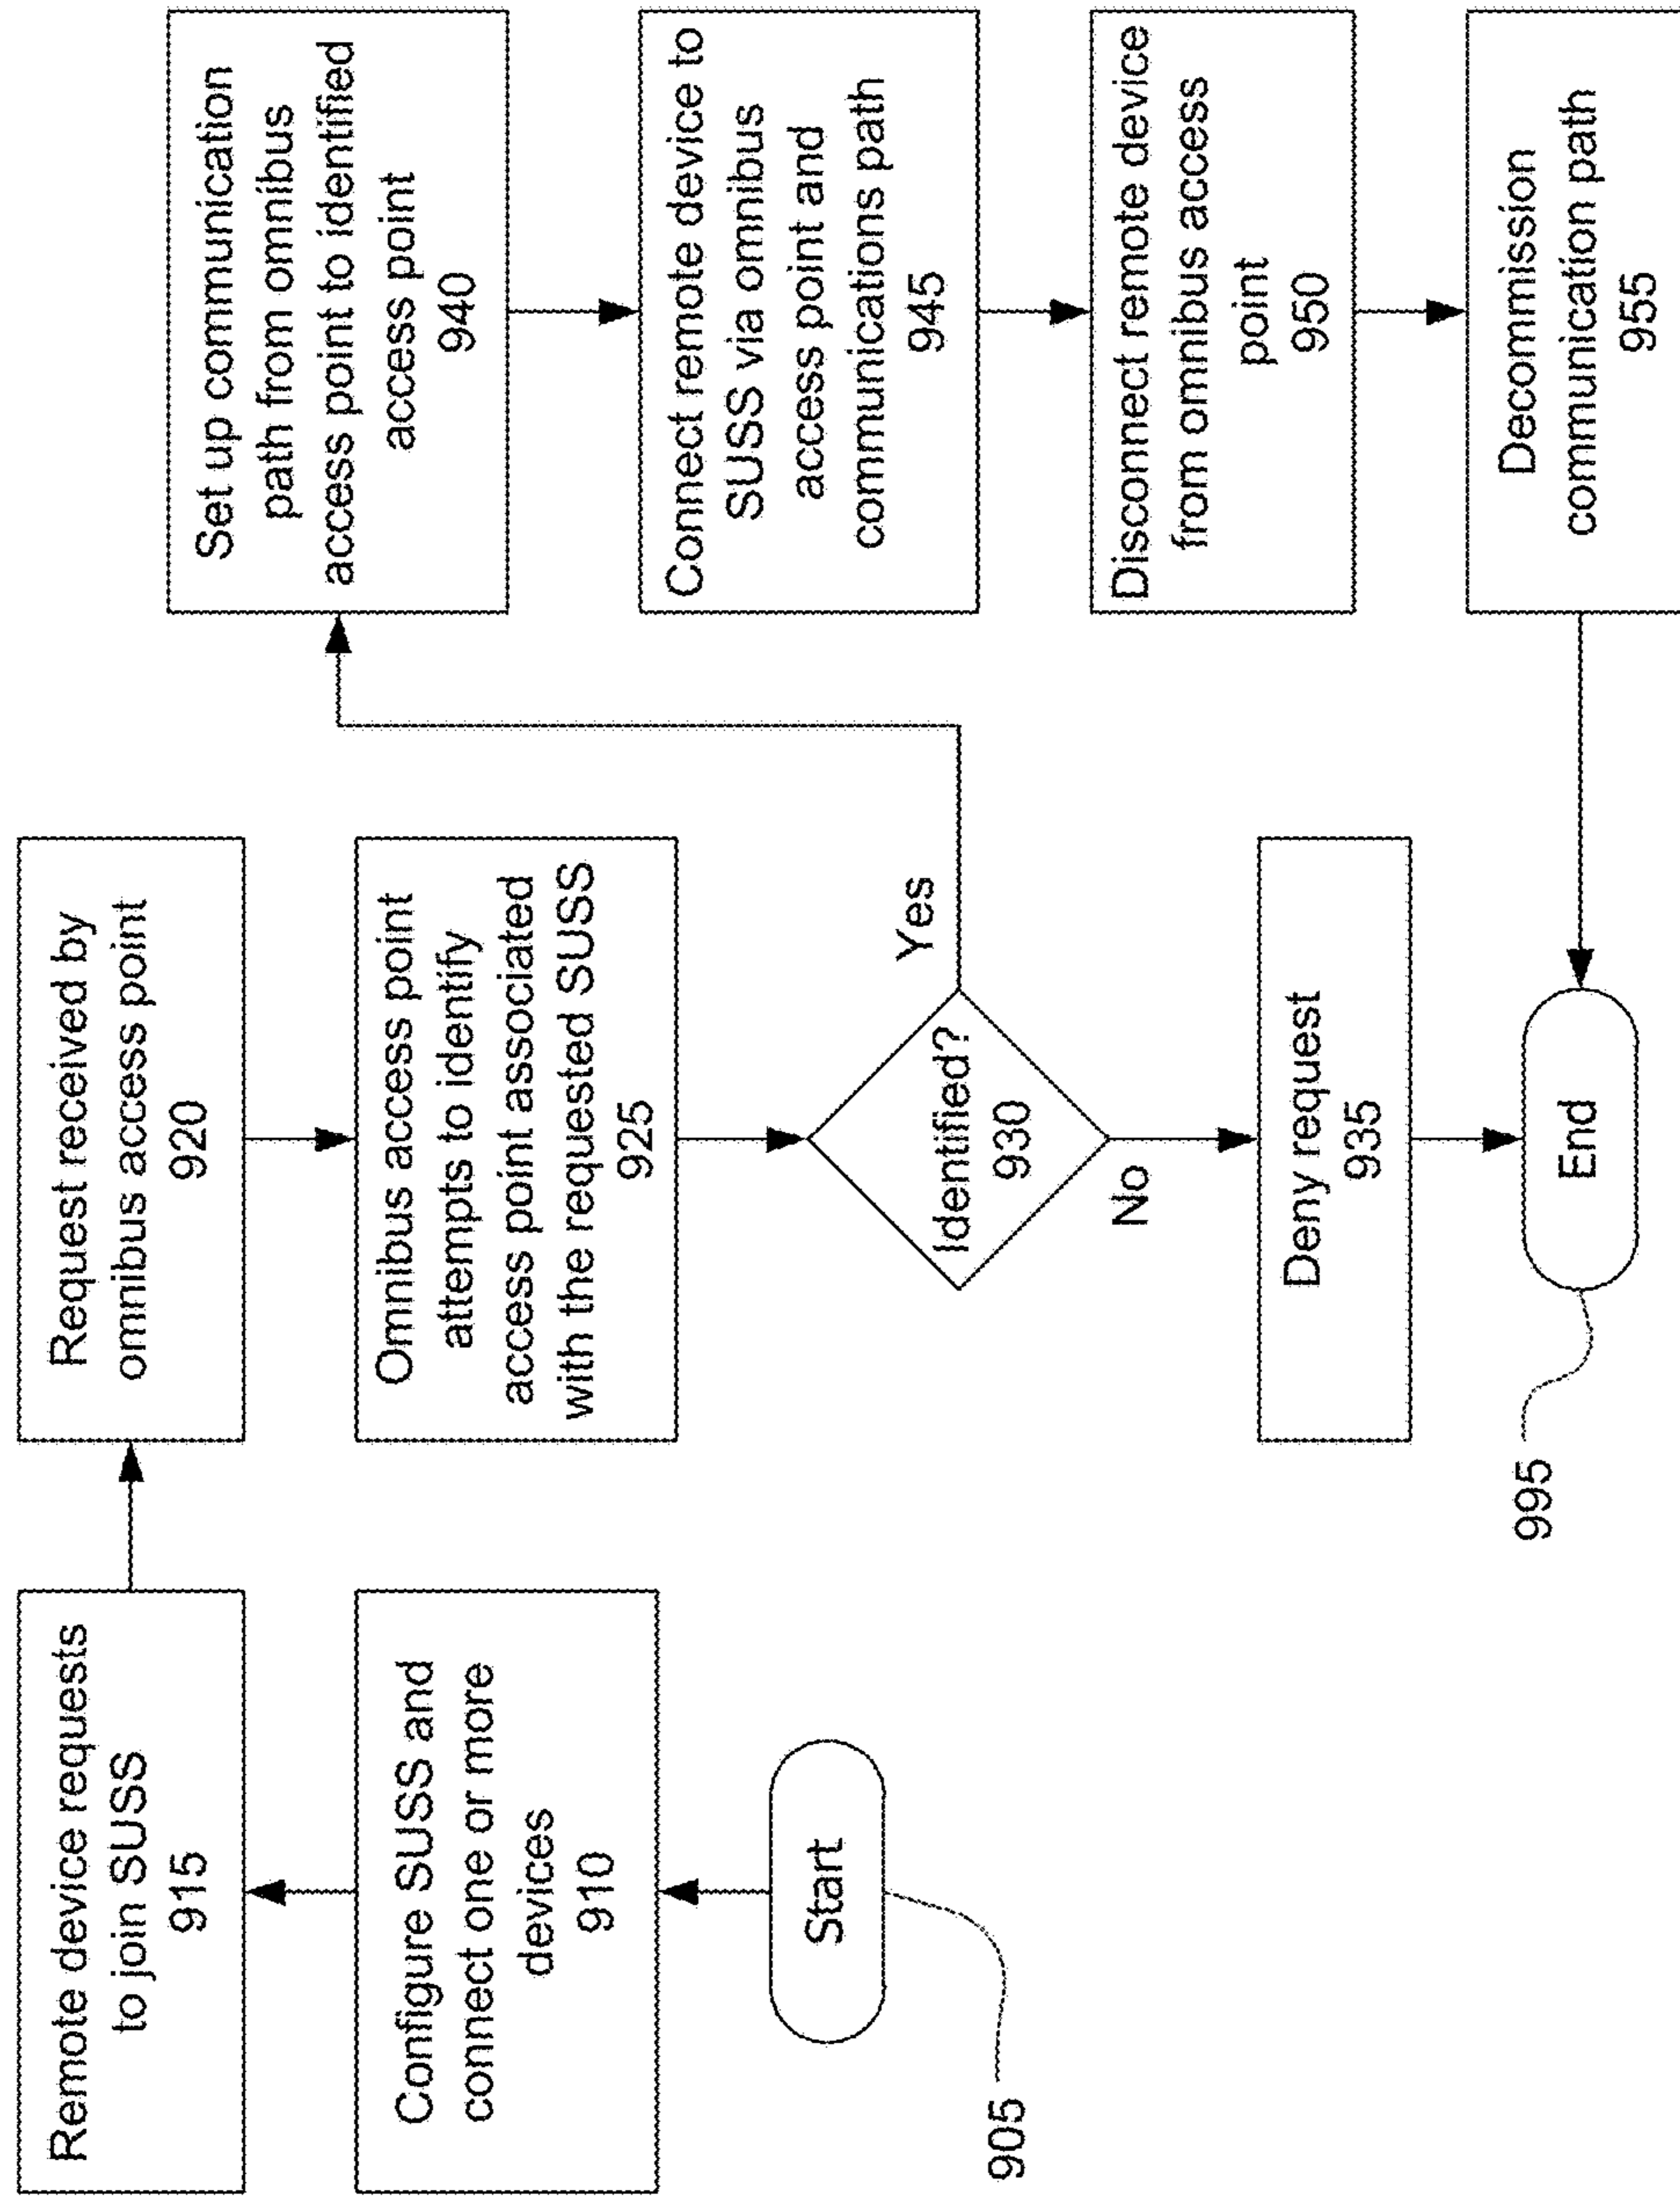 Remote device requests
to join SUSS
915
Configure SUSS and
connect one or more
devices
910
Start
905
Request received by
omnibus access point
920
Omnibus access point
attempts to identify
access point associated
with the requested SUSS
925
Identified?
930
Yes
No
Deny request
935
End
995
Set up communication
path from omnibus
access point to identified
access point
940
Connect remote device to
SUSS via omnibus
access point and
communications path
945
Disconnect remote device
from omnibus access
point
950
Decommission
communication path
955